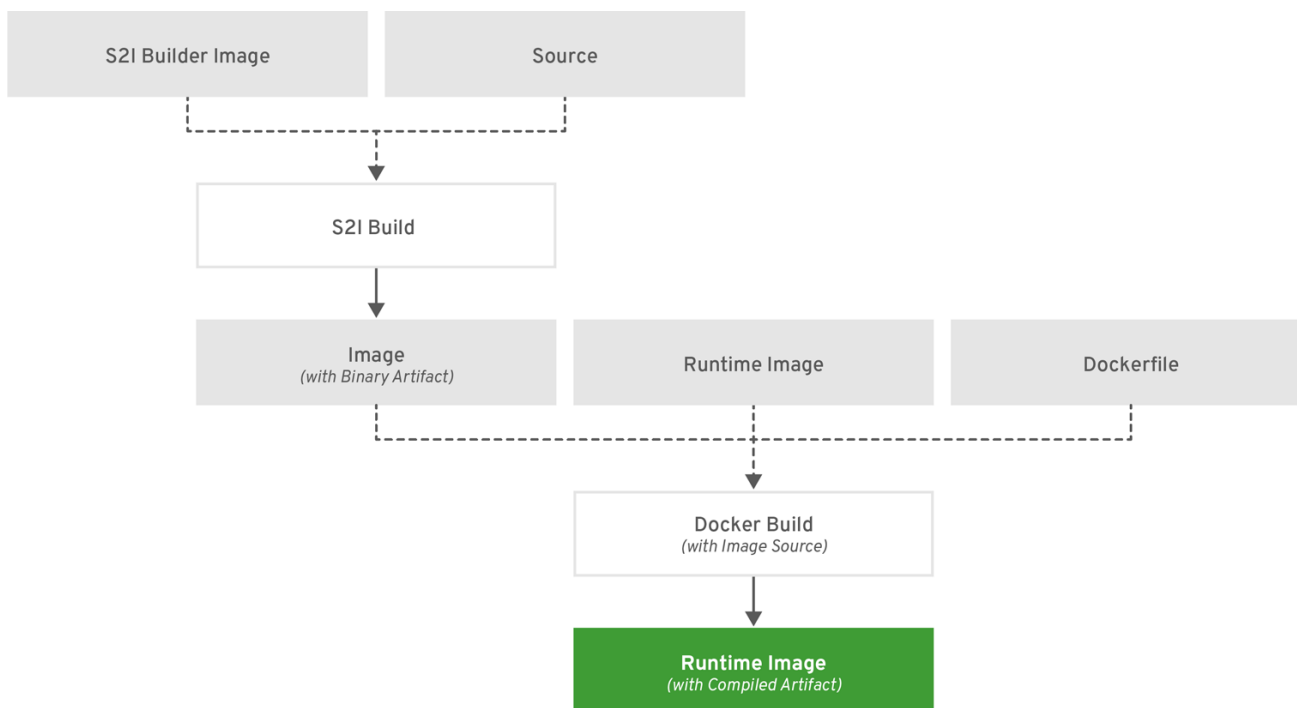 S2I Builder Image
Source
S2I Build
Image
(with Binary Artifact)
Runtime Image
Dockerfile
Docker Build
(with Image Source)
Runtime Image
(with Compiled Artifact)